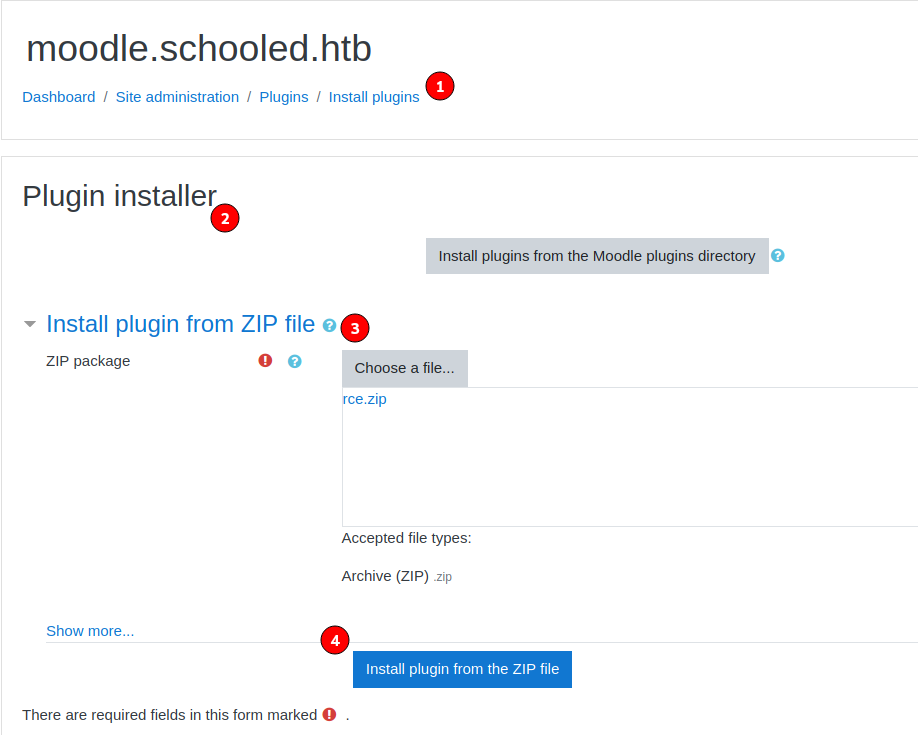 moodle.schooled.htb
Dashboard / Site administration / Plugins / Install plugins 1
Plugin installer
2
Install plugins from the Moodle plugins directory ?
Install plugin from ZIP file ? 3
ZIP package ! ? Choose a file...
rce.zip
Accepted file types:
Archive (ZIP) .zip
Show more...
4
Install plugin from the ZIP file
There are required fields in this form marked ! .